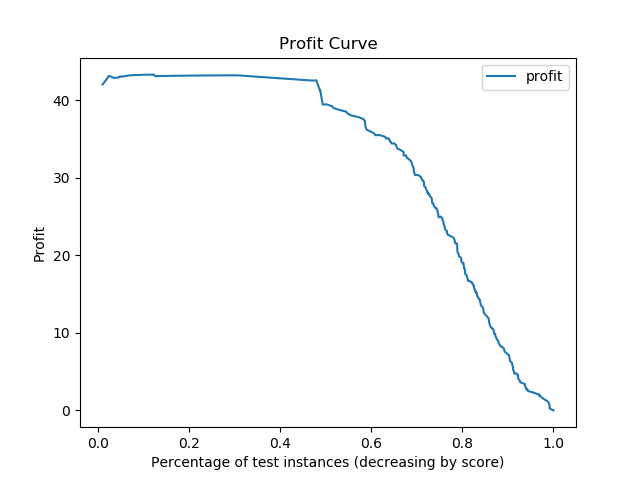 Profit Curve
profit
40
30
20
10
0
Profit
0.0 0.2 0.4 0.6 0.8 1.0
Percentage of test instances (decreasing by score)